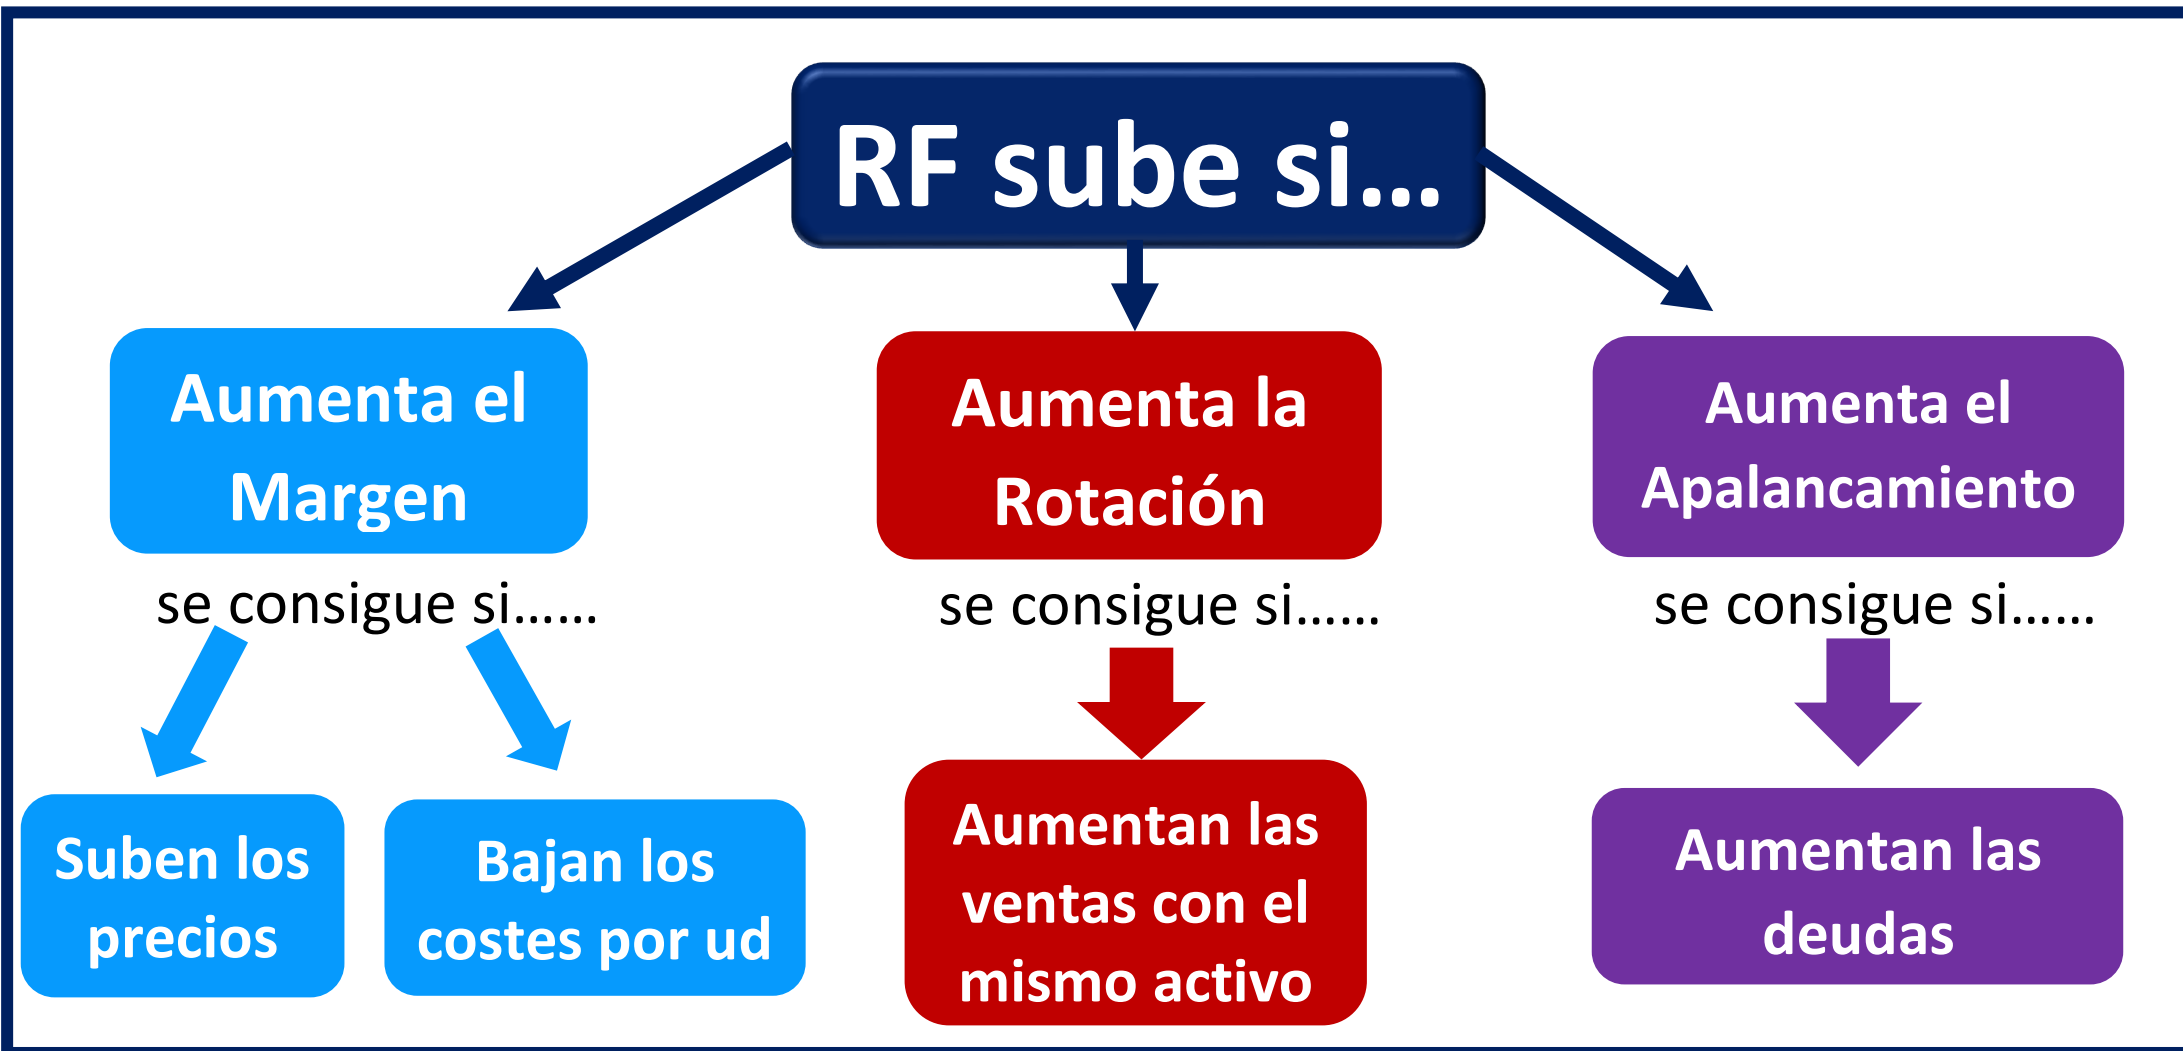 RF sube si...
Aumenta el
Margen
Aumenta la
Rotación
Aumenta el
Apalancamiento
se consigue si......
se consigue si......
se consigue si......
Suben los
precios
Bajan los
costes por ud
Aumentan las
ventas con el
mismo activo
Aumentan las
deudas